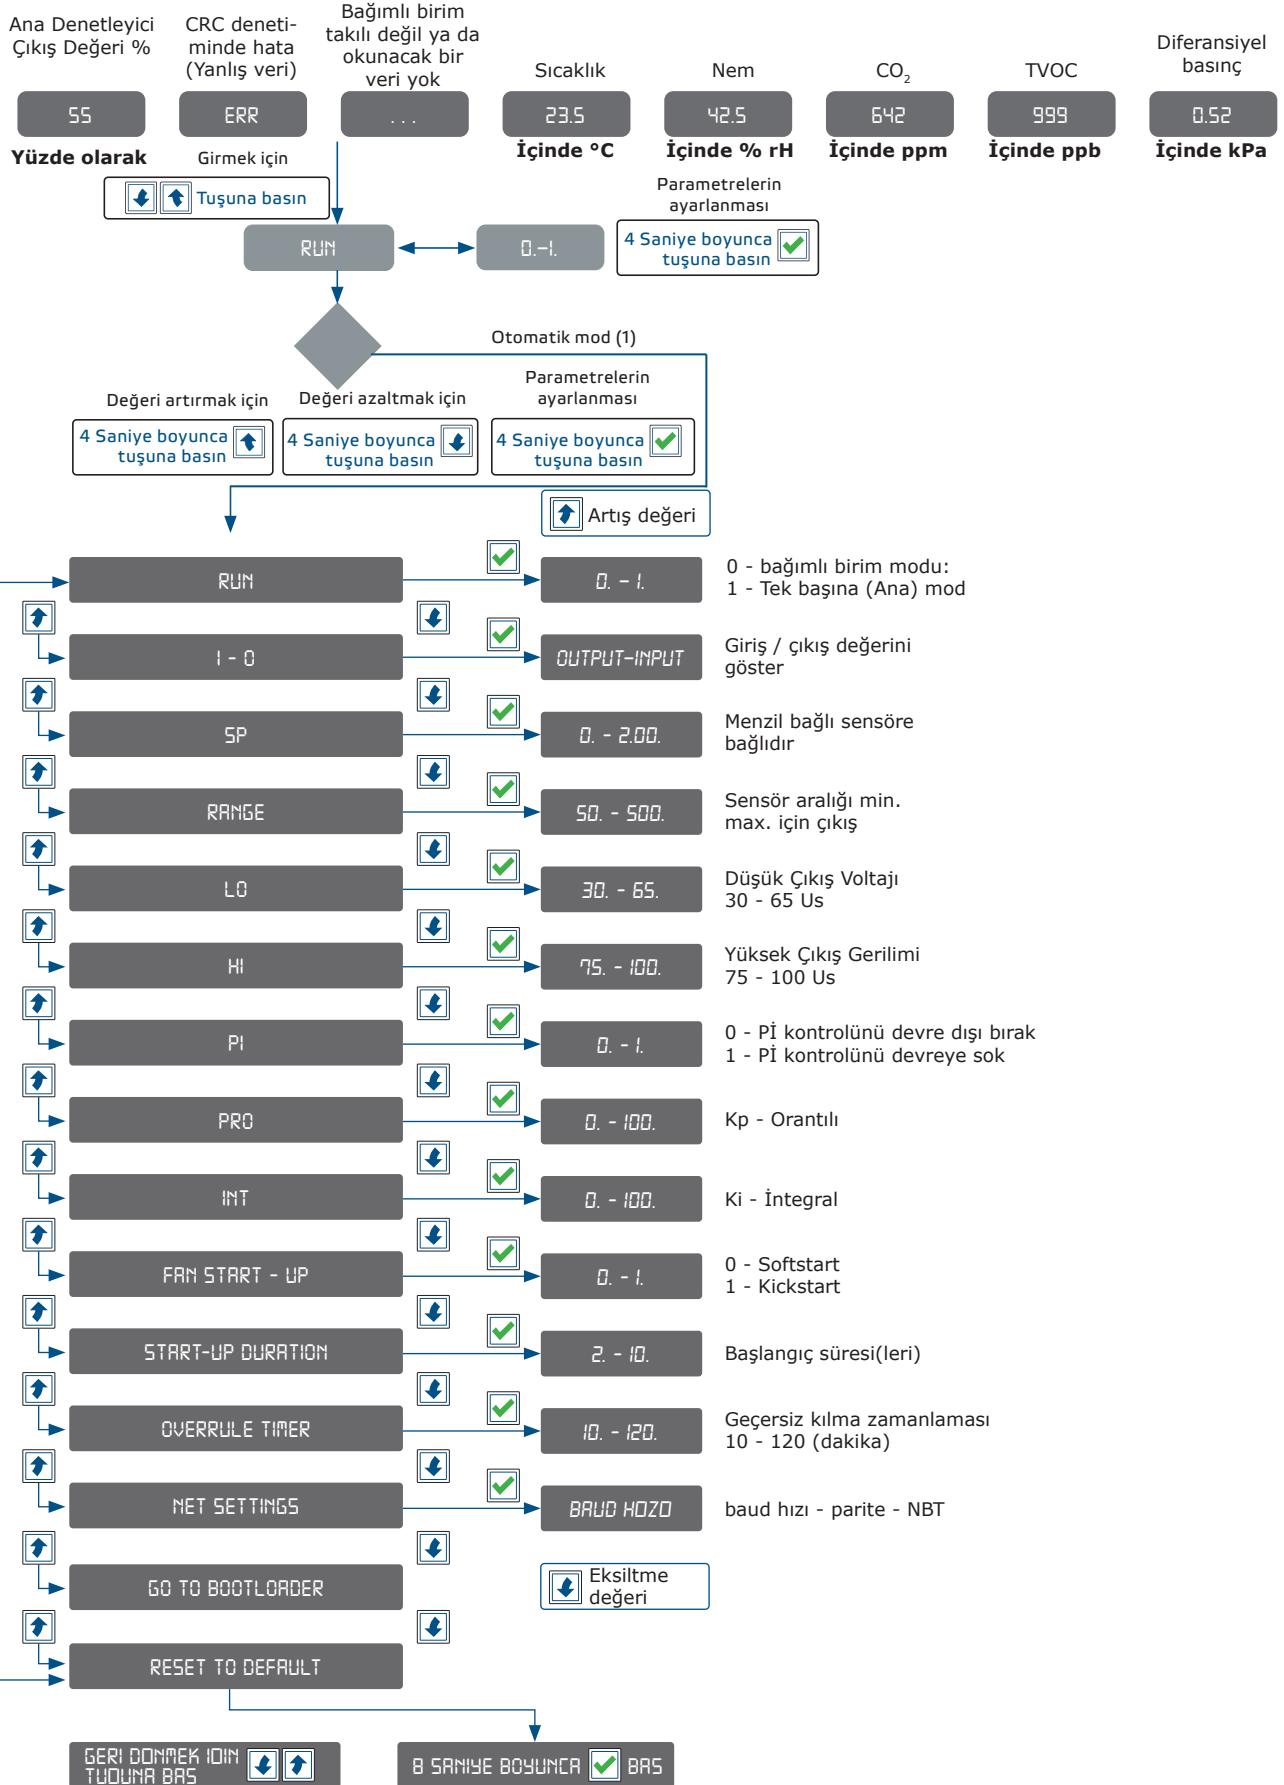 Ana Denetleyici
Çıkış Değeri %
CRC deneti-
minde hata
(Yanlış veri)
Bağımlı birim
takılı değil ya da
okunacak bir
veri yok
Sıcaklık
Nem
CO2
TVOC
Diferansiyel
basınç
55
ERR
...
23.5
42.5
642
999
0.52
Yüzde olarak
Girmek için
İçinde °C
İçinde % rH
İçinde ppm
İçinde ppb
İçinde kPa
Tuşuna basın
Parametrelerin
ayarlanması
4 Saniye boyunca
tuşuna basın
RUN
0.-1.
Otomatik mod (1)
Değeri artırmak için
Değeri azaltmak için
Parametrelerin
ayarlanması
4 Saniye boyunca
tuşuna basın
4 Saniye boyunca
tuşuna basın
4 Saniye boyunca
tuşuna basın
Artış değeri
RUN
0. - 1.
0 - bağımlı birim modu:
1 - Tek başına (Ana) mod
I - O
OUTPUT-INPUT
Giriş / çıkış değerini
göster
SP
0. - 2.00.
Menzil bağlı sensöre
bağlıdır
RANGE
50. - 500.
Sensör aralığı min.
max. için çıkış
LO
30. - 65.
Düşük Çıkış Voltajı
30 - 65 Us
HI
75. - 100.
Yüksek Çıkış Gerilimi
75 - 100 Us
PI
0. - 1.
0 - Pİ kontrolünü devre dışı bırak
1 - Pİ kontrolünü devreye sok
PRO
0. - 100.
Kp - Orantılı
INT
0. - 100.
Ki - İntegral
FAN START - UP
0. - 1.
0 - Softstart
1 - Kickstart
START-UP DURATION
2. - 10.
Başlangıç süresi(leri)
OVERRULE TIMER
10. - 120.
Geçersiz kılma zamanlaması
10 - 120 (dakika)
NET SETTINGS
BAUD HOZO
baud hızı - parite - NBT
GO TO BOOTLOADER
Eksiltme
değeri
RESET TO DEFAULT
GERI DONMEK IOIN
TUOUNA BAS
8 SANIYE BOYUNCA BAS